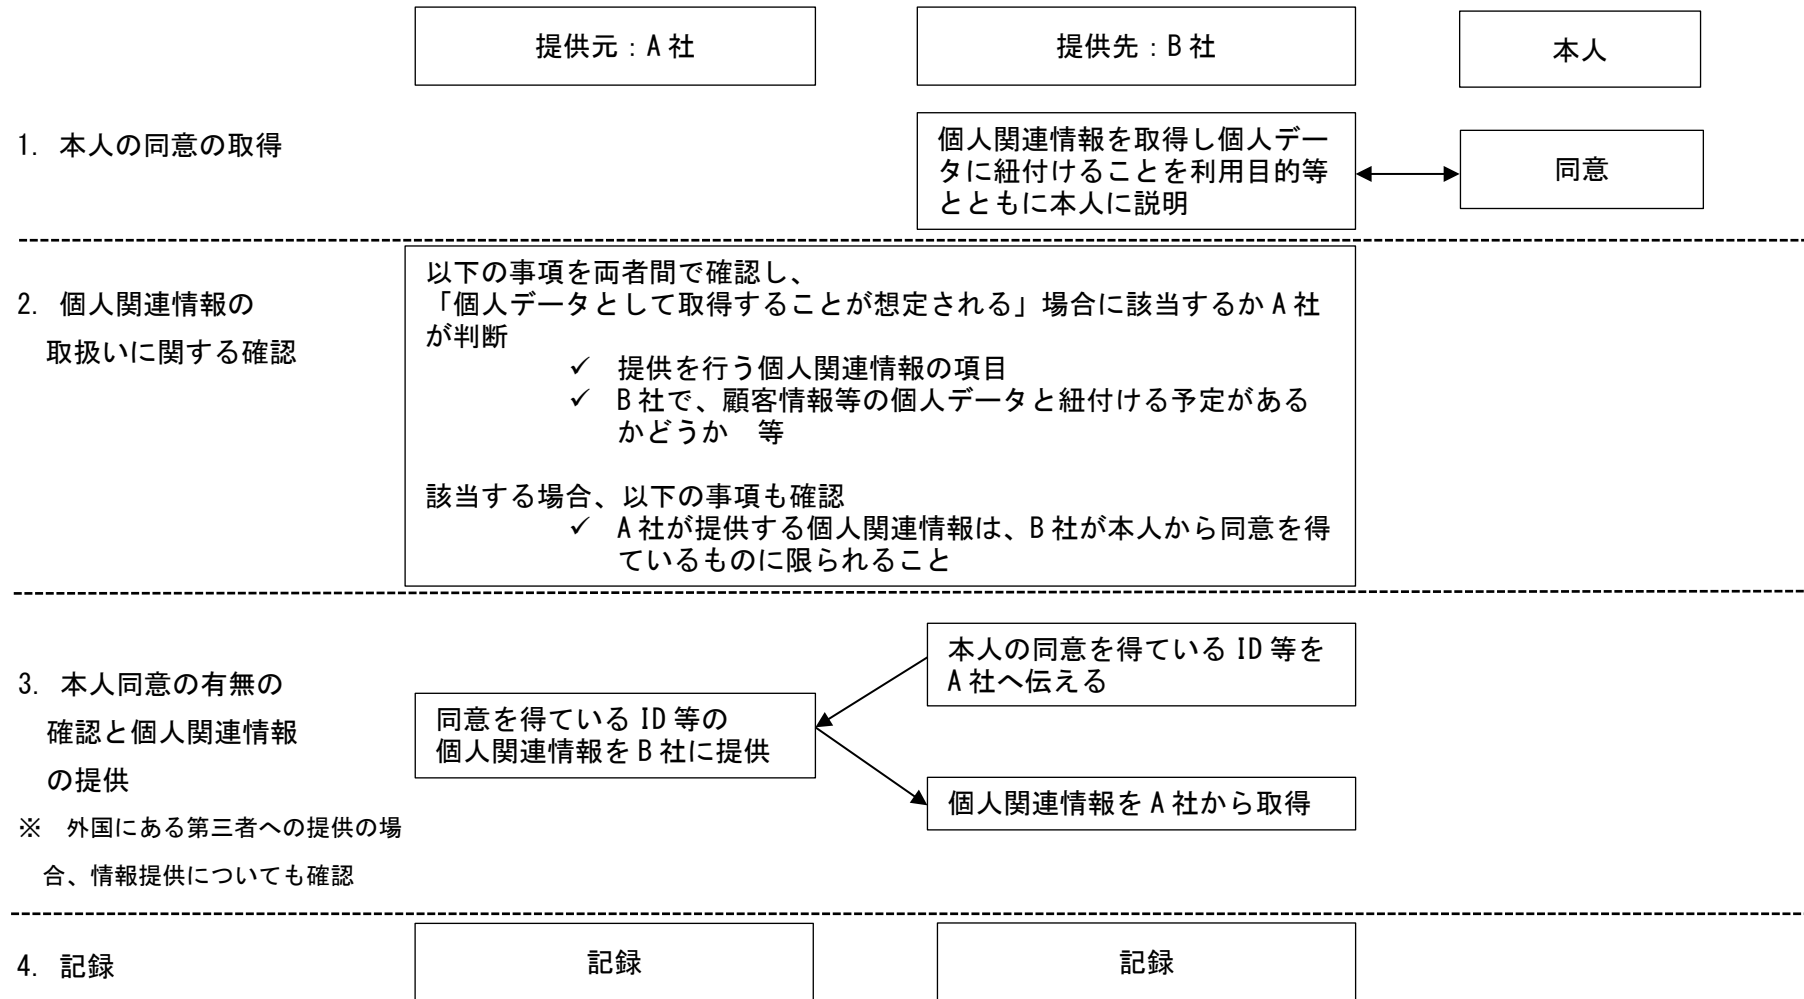 提供元：A社
提供先：B社
本人
1. 本人の同意の取得
個人関連情報を取得し個人デー
タに紐付けることを利用目的等
とともに本人に説明
同意
2. 個人関連情報の
取扱いに関する確認
以下の事項を両者間で確認し、
「個人データとして取得することが想定される」場合に該当するかA社
が判断
✓ 提供を行う個人関連情報の項目
✓ B社で、顧客情報等の個人データと紐付ける予定がある
かどうか　等
該当する場合、以下の事項も確認
✓ A社が提供する個人関連情報は、B社が本人から同意を得
ているものに限られること
3. 本人同意の有無の
確認と個人関連情報
の提供
※　外国にある第三者への提供の場
合、情報提供についても確認
本人の同意を得ているID等を
A社へ伝える
同意を得ているID等の
個人関連情報をB社に提供
個人関連情報をA社から取得
4. 記録
記録
記録